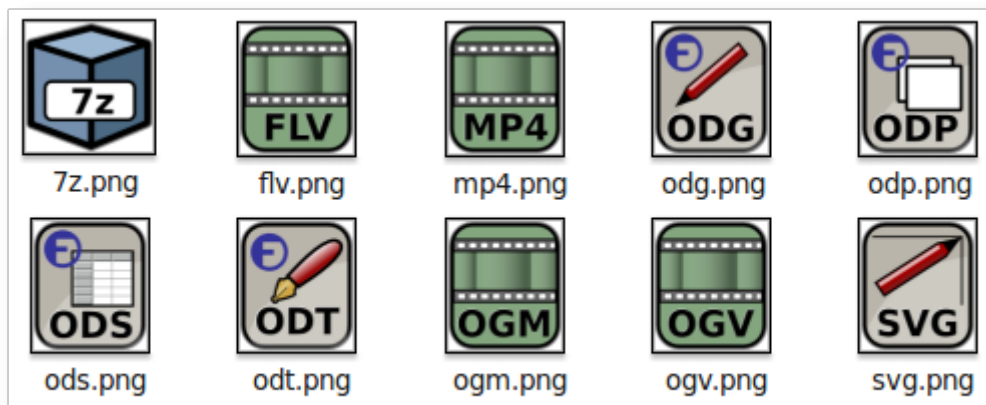 7z FLV MP4 ODG ODP
7z.png flv.png mp4.png odg.png odp.png
ODS ODT OGM OGV SVG
ods.png odt.png ogm.png ogv.png svg.png